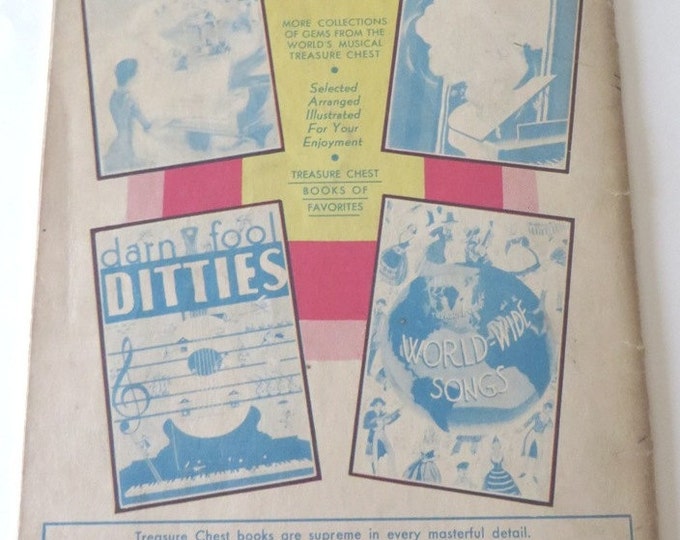 MORE COLLECTIONS
OF GEMS FROM THE
WORLD'S MUSICAL
TREASURE CHEST
Selected
Arranged
Illustrated
For Your
Enjoyment
TREASURE CHEST
BOOKS OF
FAVORITES
darn fool
DITTIES
WORLD-WIDE
SONGS
Treasure Chest books are supreme in every masterful detail.